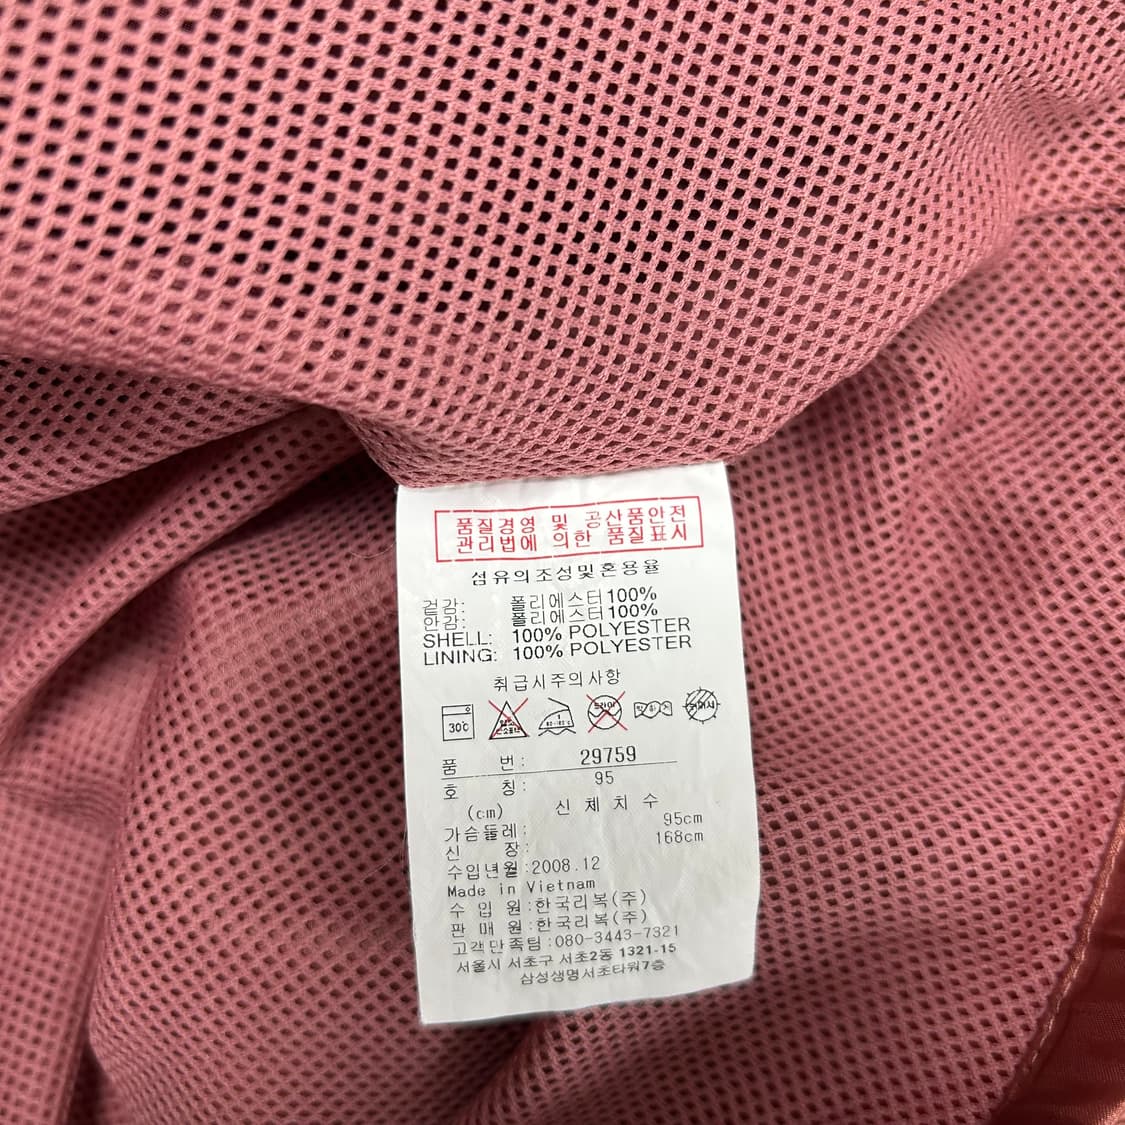 품질경영 및 공산품안전
관리법에 의한 품질표시
섬유의조성및혼용율
겉감: 폴리에스터100%
안감: 폴리에스터100%
SHELL: 100% POLYESTER
LINING: 100% POLYESTER
취급시주의사항
30℃ 80-120℃ 드라이
품 번: 29759
호 칭: 95
(cm) 신 체 치 수
가슴둘레: 95cm
신 장: 168cm
수입년월:2008.12
Made in Vietnam
수 입 원:한국리복(주)
판 매 원:한국리복(주)
고객만족팀:080-3443-7321
서울시 서초구 서초2동 1321-15
삼성생명서초타워7층